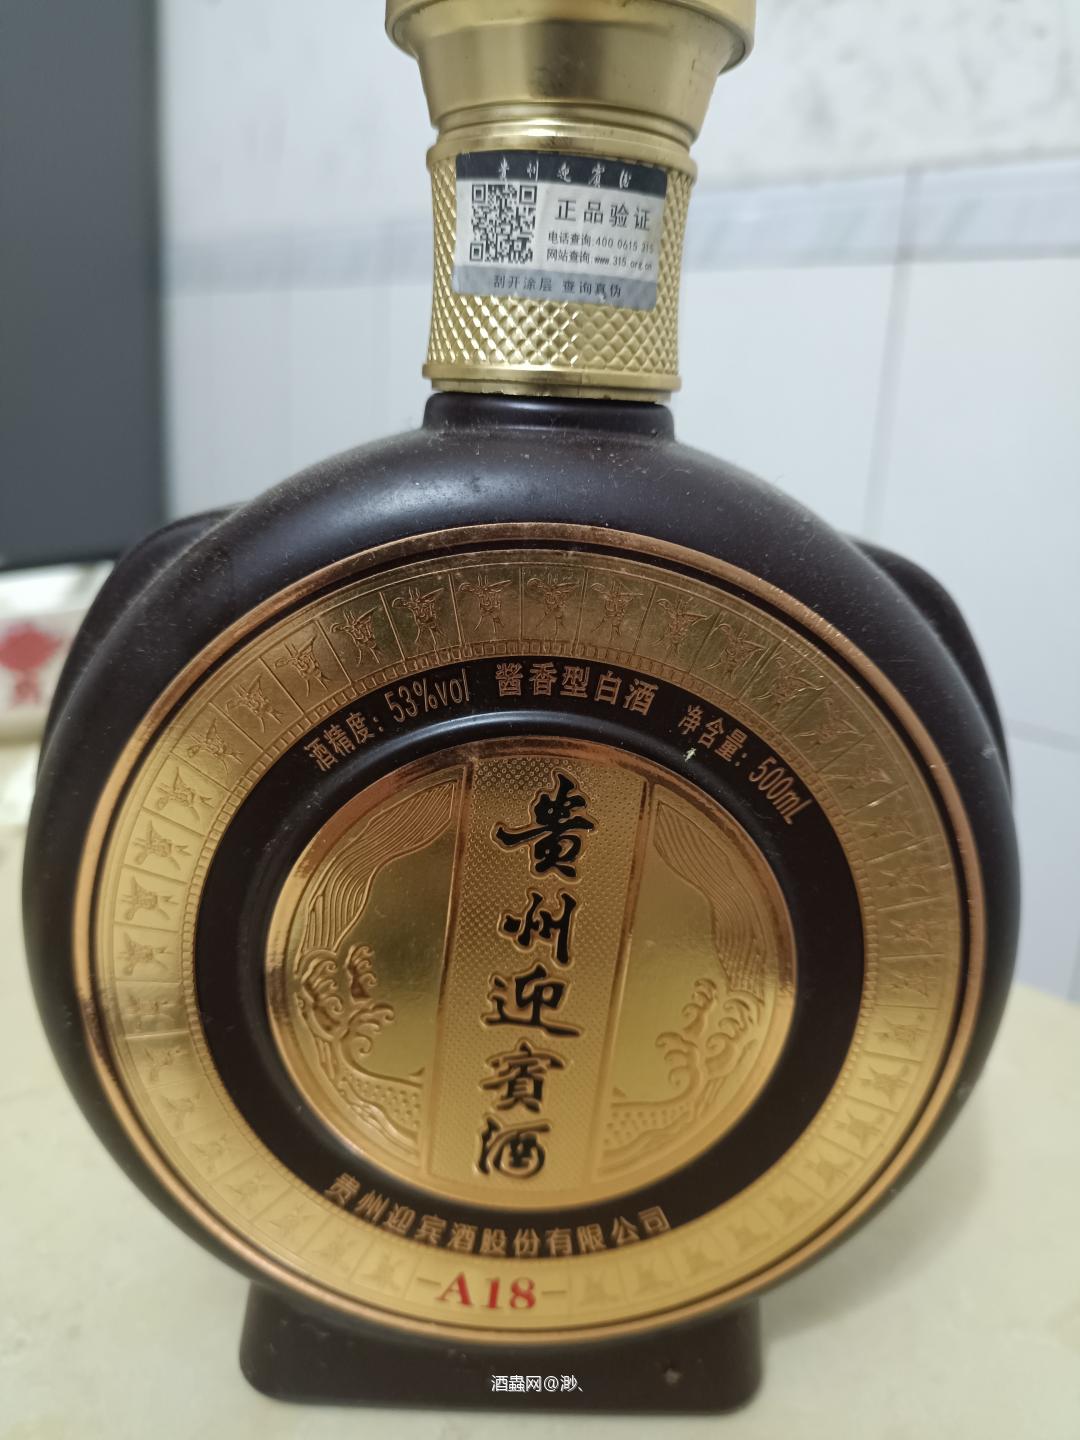 贵州迎宾酒
正品验证
电话查询:400 0615 315
网站查询:www.315.org.cn
刮开涂层 查询真伪
酒精度：53%vol 酱香型白酒 净含量：500ml
貴州迎賓酒
贵州迎宾酒股份有限公司
A18
酒蟲网@渺、